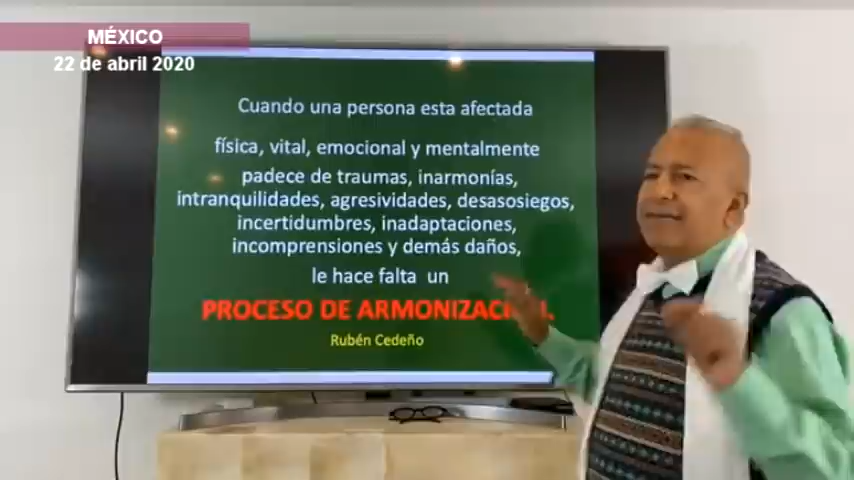 MÉXICO
22 de abril 2020
Cuando una persona esta afectada
física, vital, emocional y mentalmente
padece de traumas, inarmonías,
intranquilidades, agresividades, desasosiegos,
incertidumbres, inadaptaciones,
incomprensiones y demás daños,
le hace falta un
PROCESO DE ARMONIZACIÓN.
Rubén Cedeño